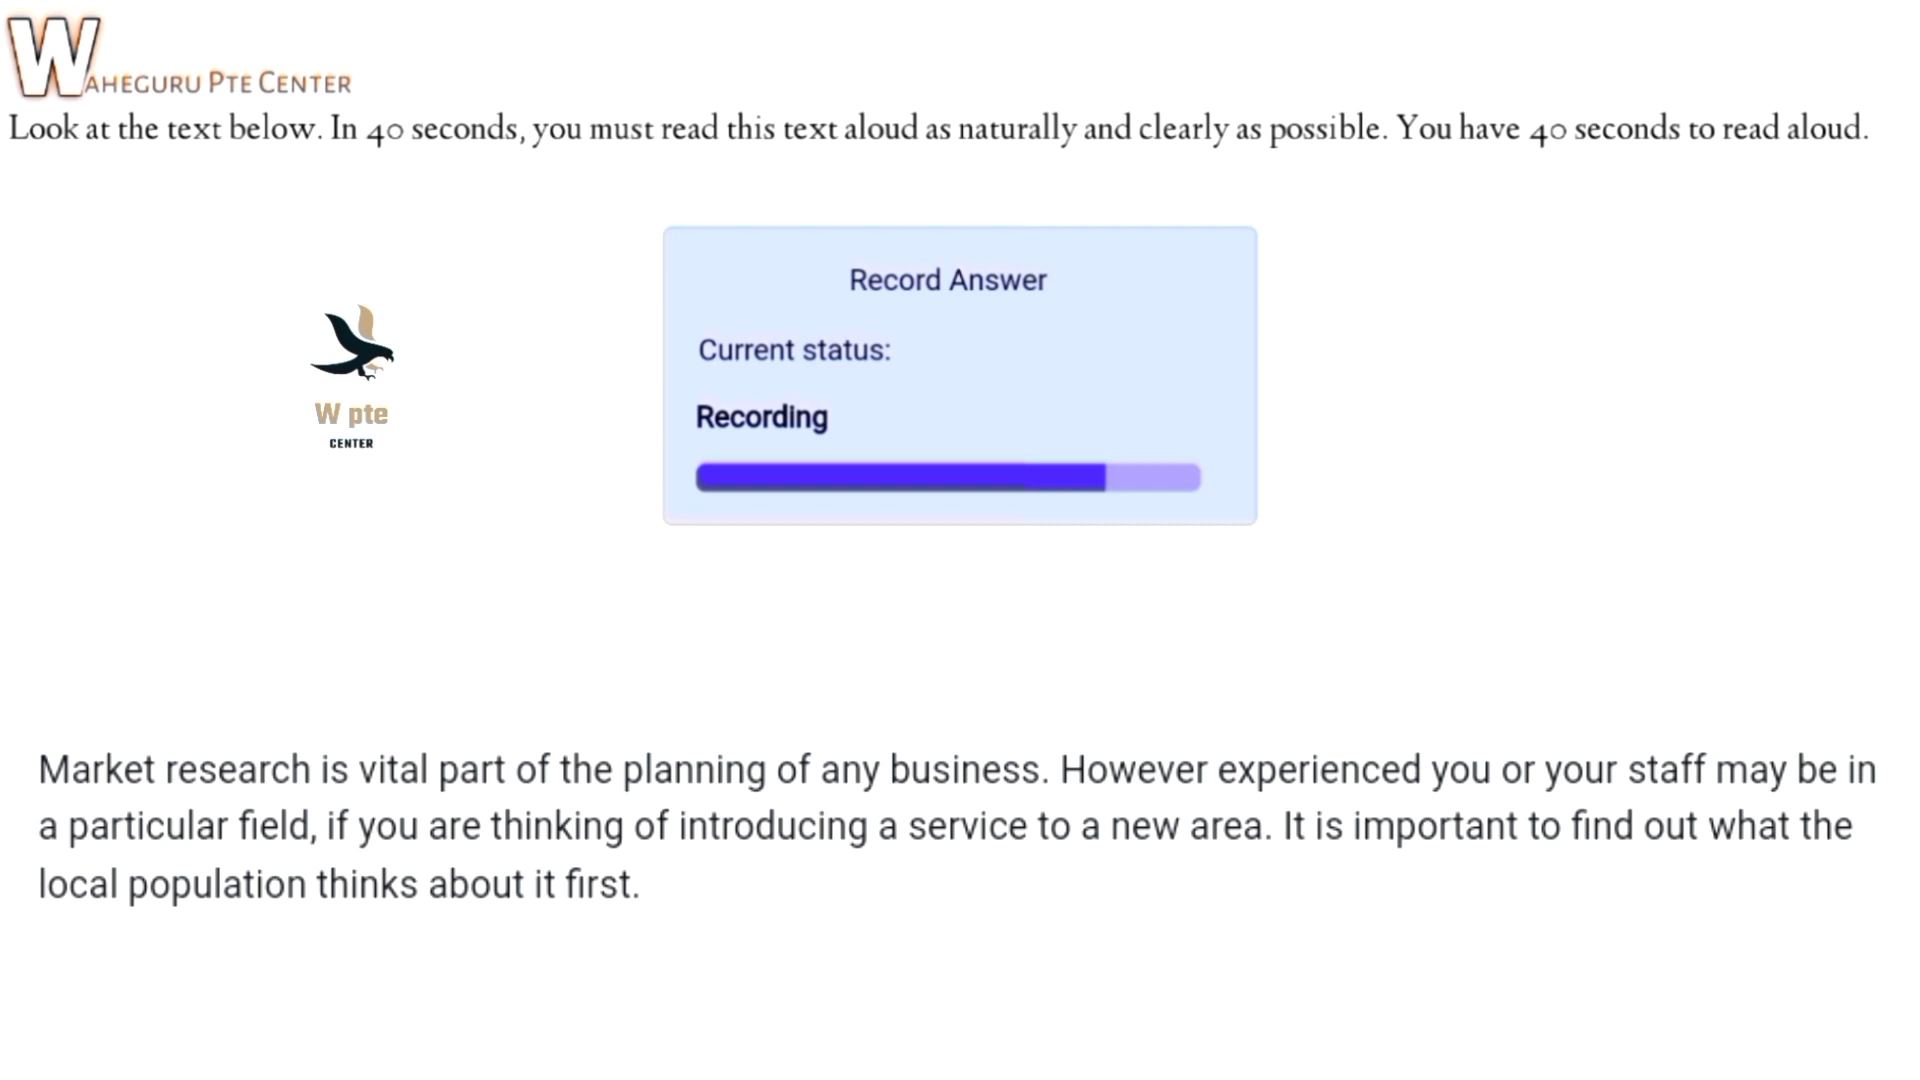 WAHEGURU PTE CENTER
Look at the text below. In 40 seconds, you must read this text aloud as naturally and clearly as possible. You have 40 seconds to read aloud.
Record Answer
Current status:
Recording
W pte
CENTER
Market research is vital part of the planning of any business. However experienced you or your staff may be in
a particular field, if you are thinking of introducing a service to a new area. It is important to find out what the
local population thinks about it first.